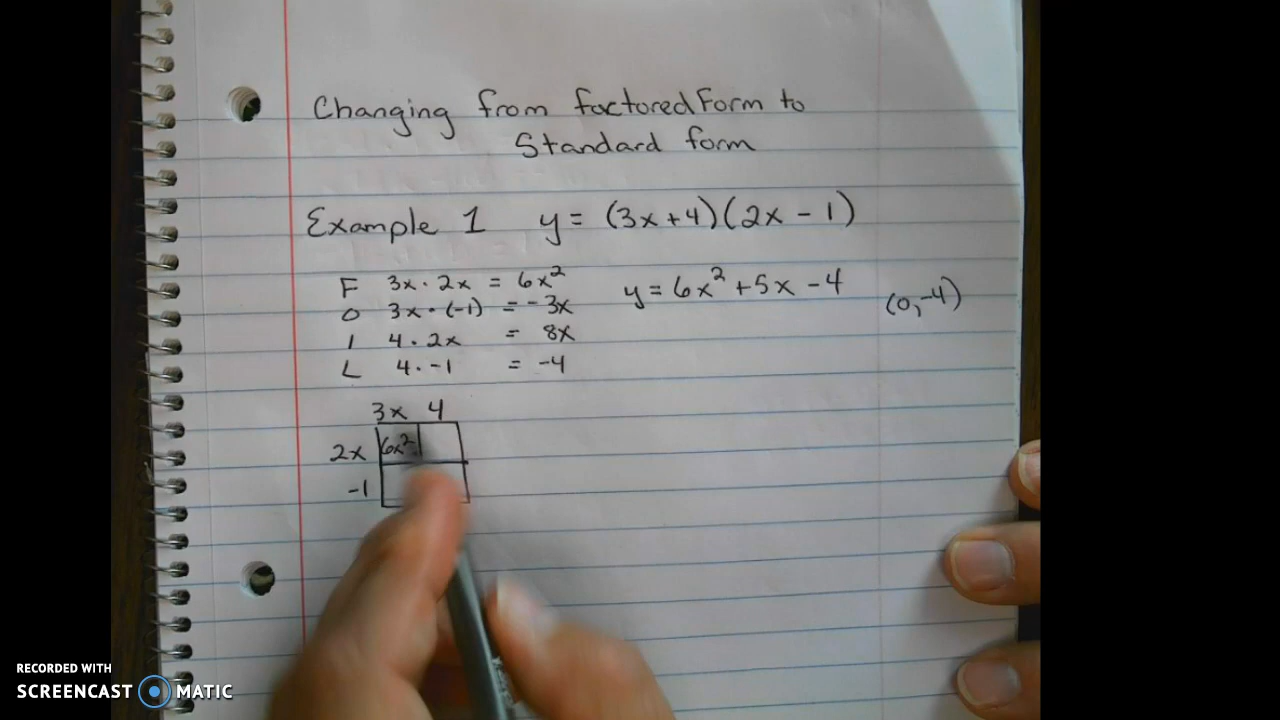 Changing from factored Form to
Standard form
Example 1 y = (3x+4)(2x - 1)
F 3x · 2x = 6x²
O 3x · (-1) = -3x
I 4 · 2x = 8x
L 4 · -1 = -4
y = 6x² + 5x - 4
(0,-4)
3x 4
2x 6x²
-1
RECORDED WITH
SCREENCAST O MATIC